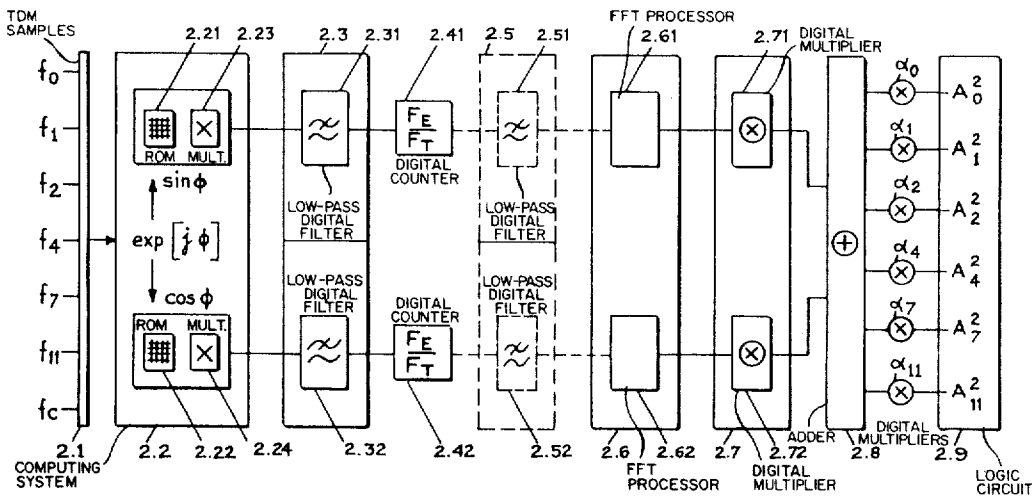 TDM
SAMPLES
2.21 2.23 2.3 2.31 2.41 2.5 2.51
FFT PROCESSOR
2.61
2.71
DIGITAL
MULTIPLIER
f0
f1
f2
f4
f7
f11
fc
ROM MULT.
sin ϕ
exp [j ϕ]
cos ϕ
ROM MULT.
LOW-PASS
DIGITAL
FILTER
LOW-PASS
DIGITAL
FILTER
FE
FT
DIGITAL
COUNTER
DIGITAL
COUNTER
FE
FT
LOW-PASS
DIGITAL
FILTER
LOW-PASS
DIGITAL
FILTER
α0 A²0
α1 A²1
α2 A²2
α4 A²4
α7 A²7
α11 A²11
ADDER
DIGITAL
MULTIPLIERS
2.1 2.2 2.22 2.24 2.32 2.42 2.52 2.6 2.62 2.7 2.72 2.8 2.9
COMPUTING
SYSTEM
FFT
PROCESSOR
DIGITAL
MULTIPLIER
LOGIC
CIRCUIT